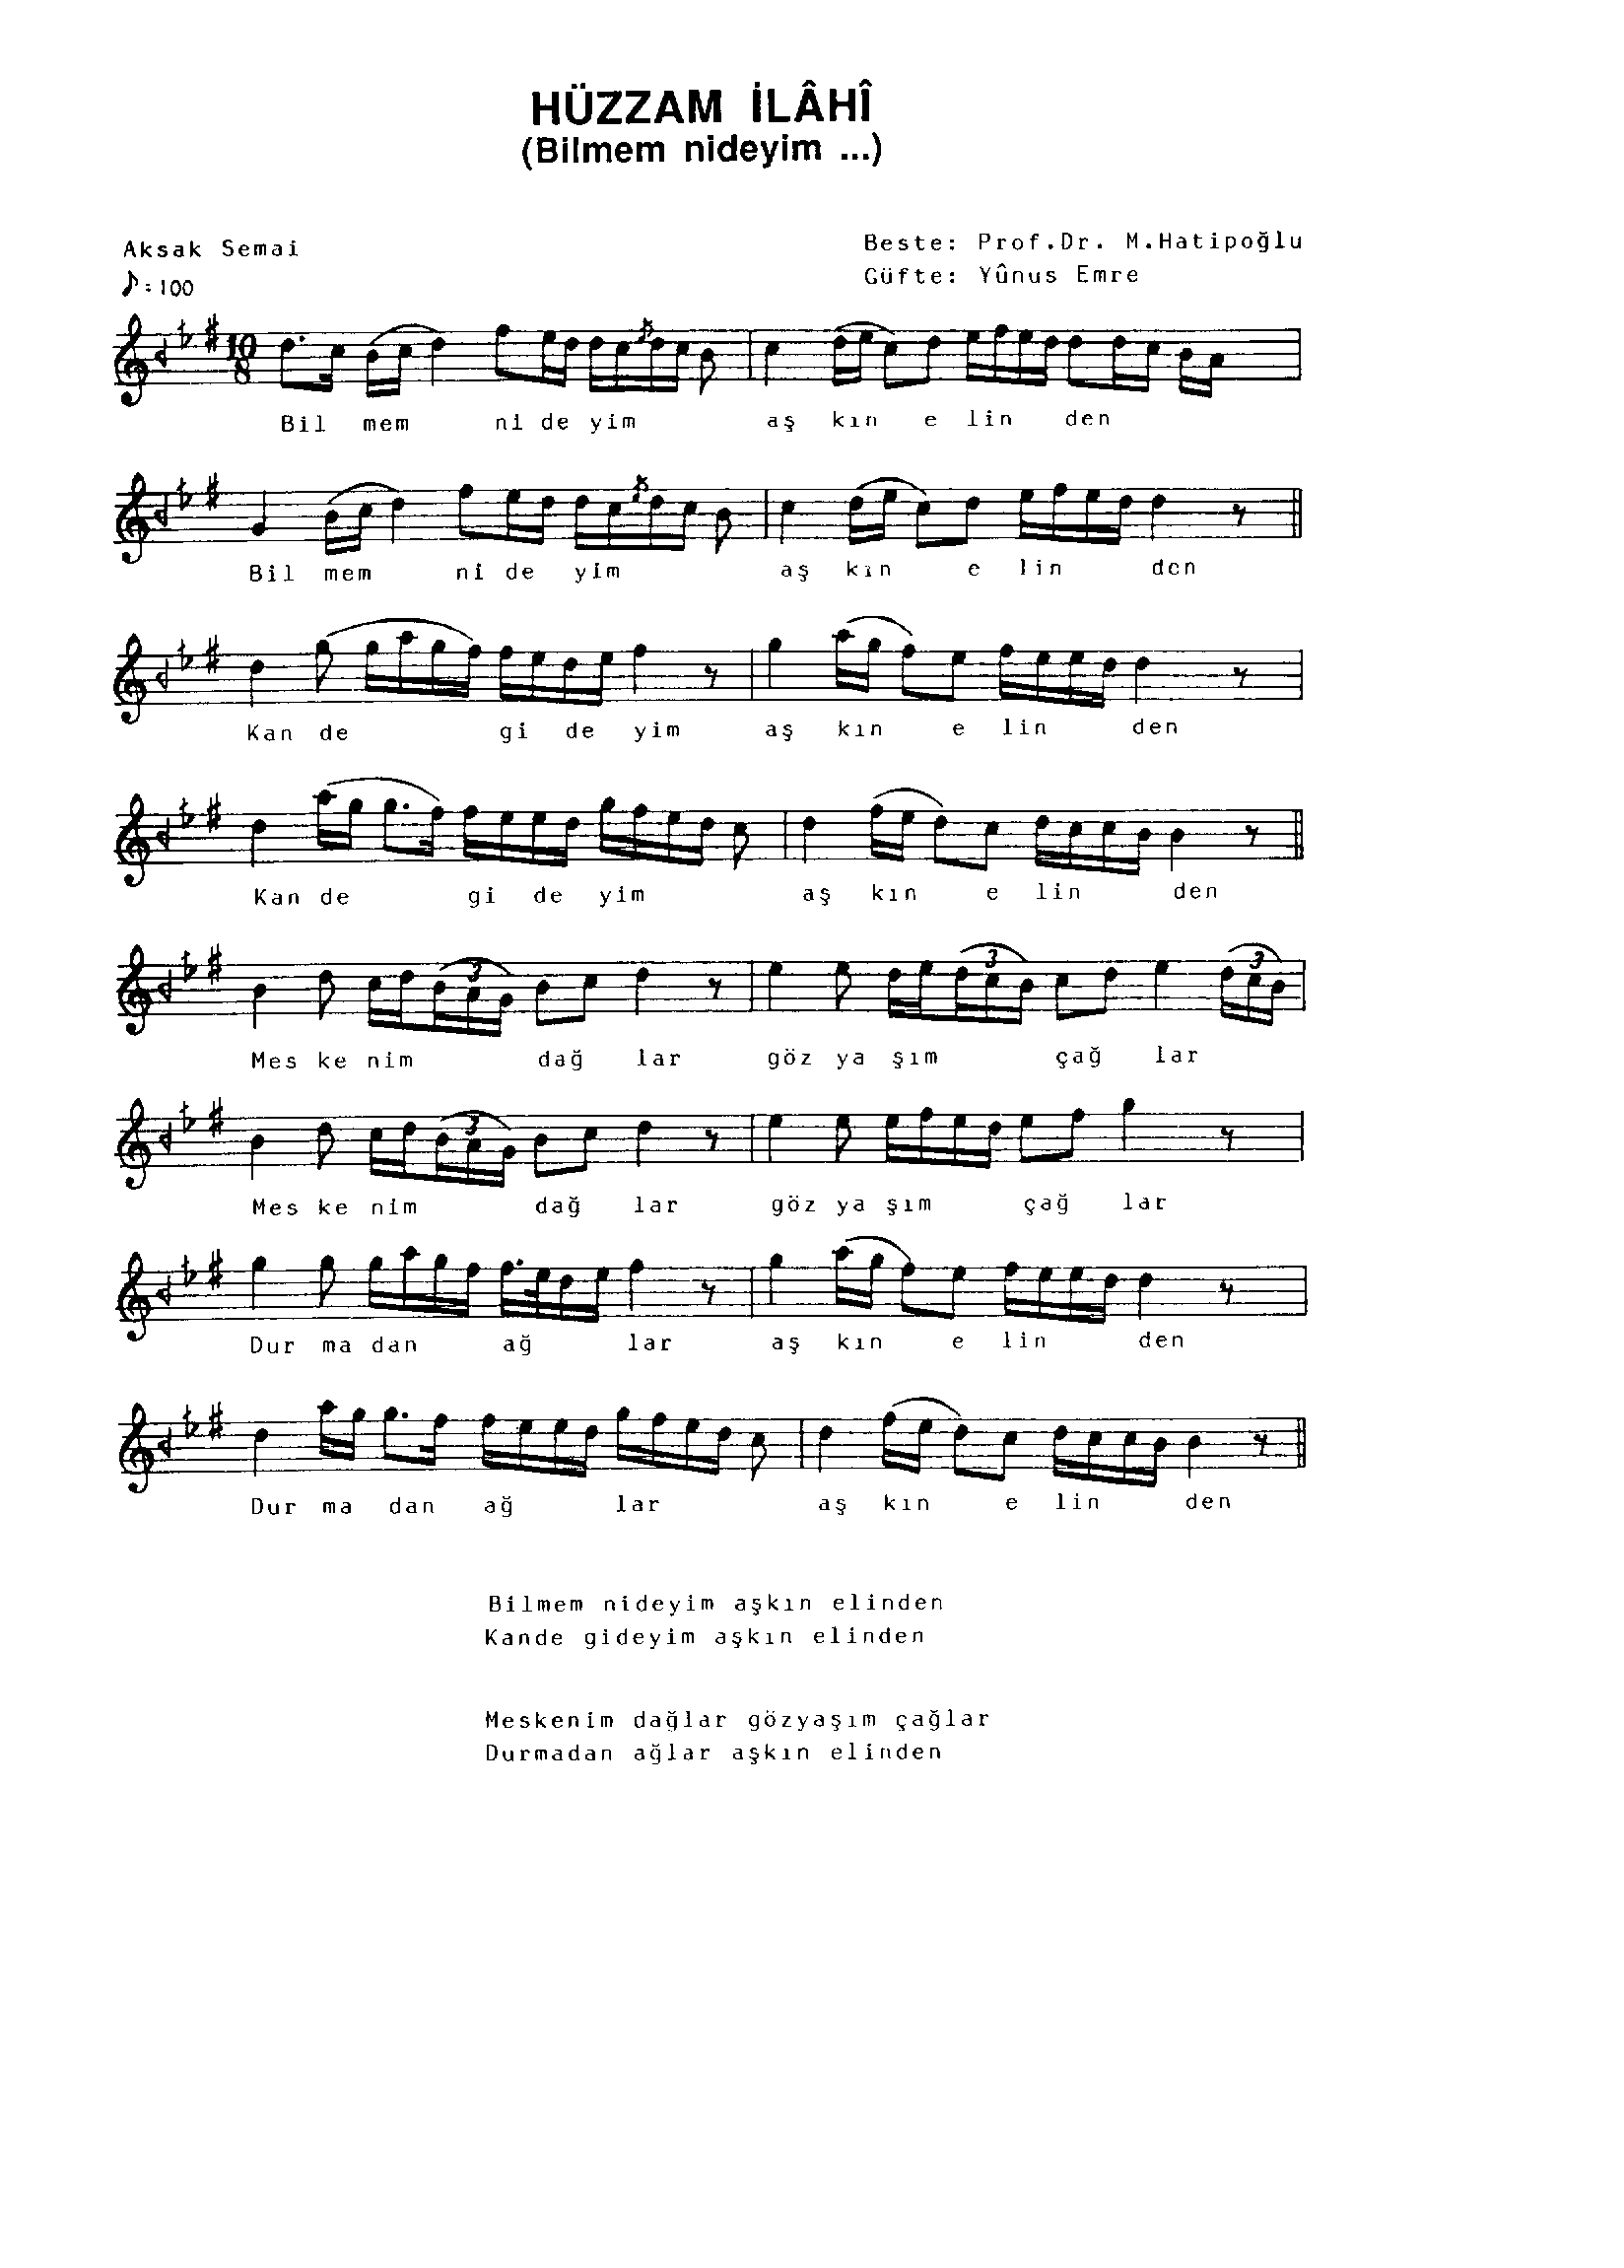 HÜZZAM İLÂHÎ
(Bilmem nideyim ...)
Aksak Semai
Beste: Prof.Dr. M.Hatipoğlu
♪=100
Güfte: Yûnus Emre
10
8
Bil mem ni de yim aş kın e lin den
Bil mem ni de yim aş kın e lin den
Kan de gi de yim aş kın e lin den
Kan de gi de yim aş kın e lin den
3 3 3
Mes ke nim dağ lar göz ya şım çağ lar
3
Mes ke nim dağ lar göz ya şım çağ lar
Dur ma dan ağ lar aş kın e lin den
Dur ma dan ağ lar aş kın e lin den
Bilmem nideyim aşkın elinden
Kande gideyim aşkın elinden
Meskenim dağlar gözyaşım çağlar
Durmadan ağlar aşkın elinden